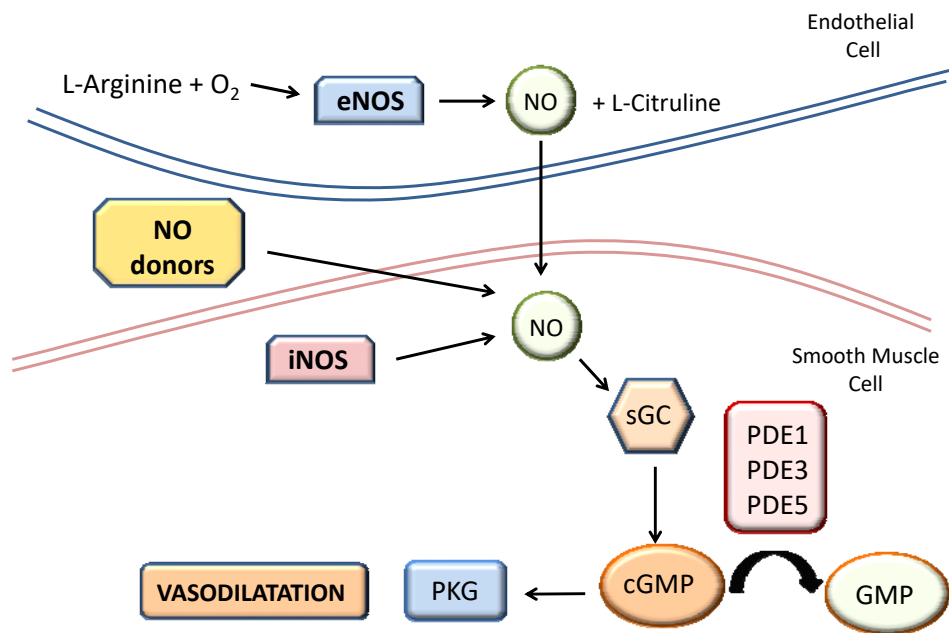 Endothelial
Cell
L-Arginine + O₂
eNOS
NO
+ L-Citruline
NO
donors
NO
iNOS
Smooth Muscle
Cell
sGC
PDE1
PDE3
PDE5
VASODILATATION
PKG
cGMP
GMP